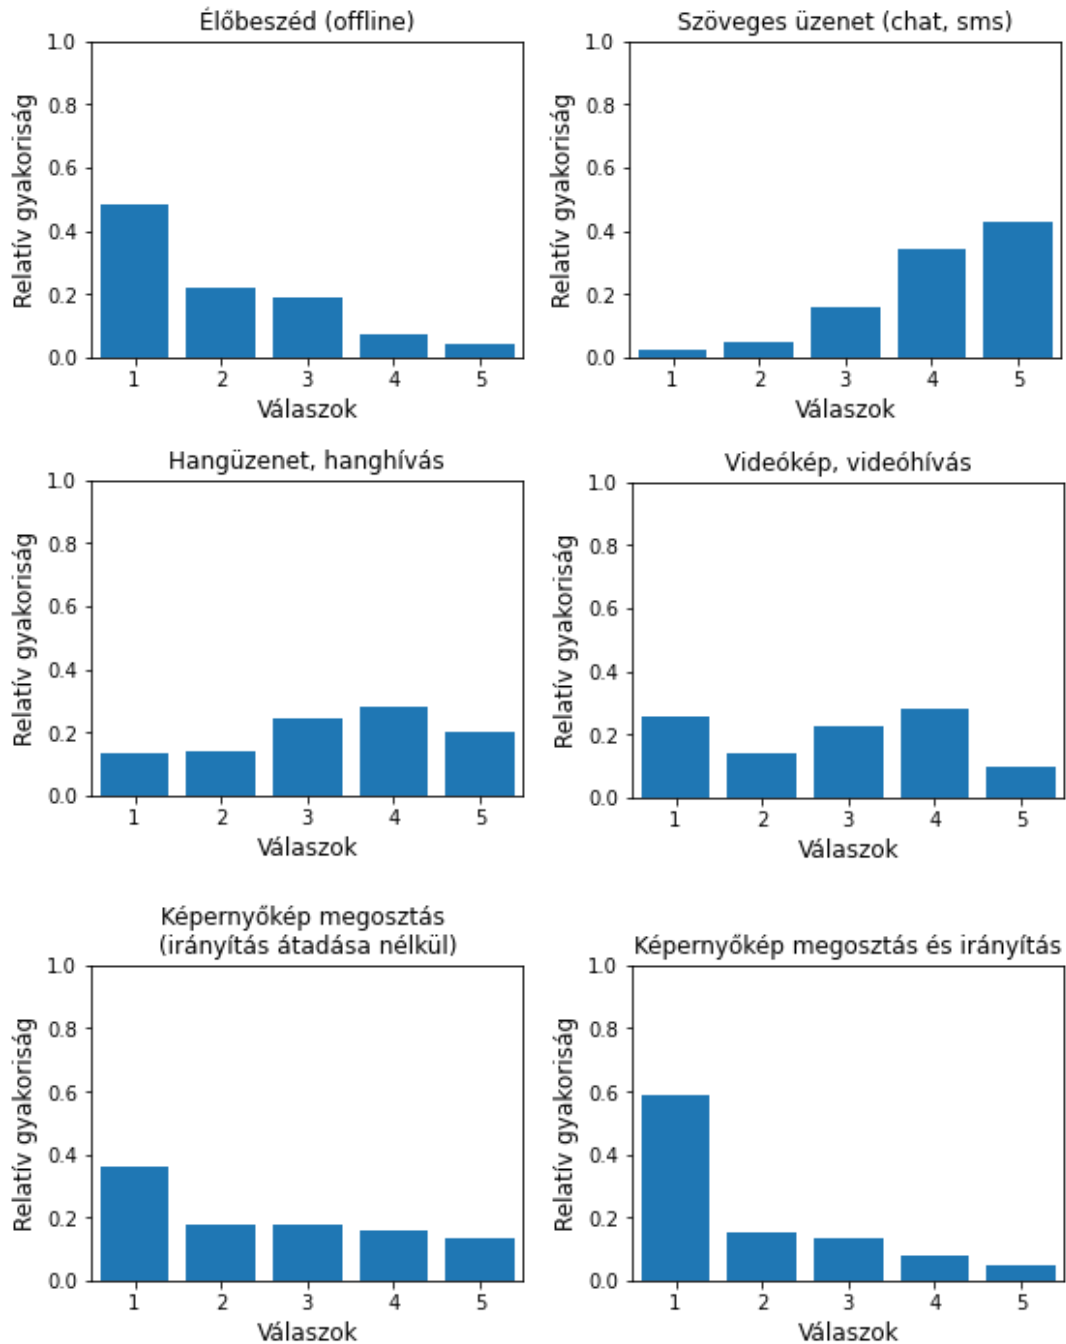 Élőbeszéd (offline)
1.0
0.8
0.6
0.4
0.2
0.0
Relatív gyakoriság
1 2 3 4 5
Válaszok
Szöveges üzenet (chat, sms)
1.0
0.8
0.6
0.4
0.2
0.0
Relatív gyakoriság
1 2 3 4 5
Válaszok
Hangüzenet, hanghívás
1.0
0.8
0.6
0.4
0.2
0.0
Relatív gyakoriság
1 2 3 4 5
Válaszok
Videókép, videóhívás
1.0
0.8
0.6
0.4
0.2
0.0
Relatív gyakoriság
1 2 3 4 5
Válaszok
Képernyőkép megosztás
(irányítás átadása nélkül)
1.0
0.8
0.6
0.4
0.2
0.0
Relatív gyakoriság
1 2 3 4 5
Válaszok
Képernyőkép megosztás és irányítás
1.0
0.8
0.6
0.4
0.2
0.0
Relatív gyakoriság
1 2 3 4 5
Válaszok